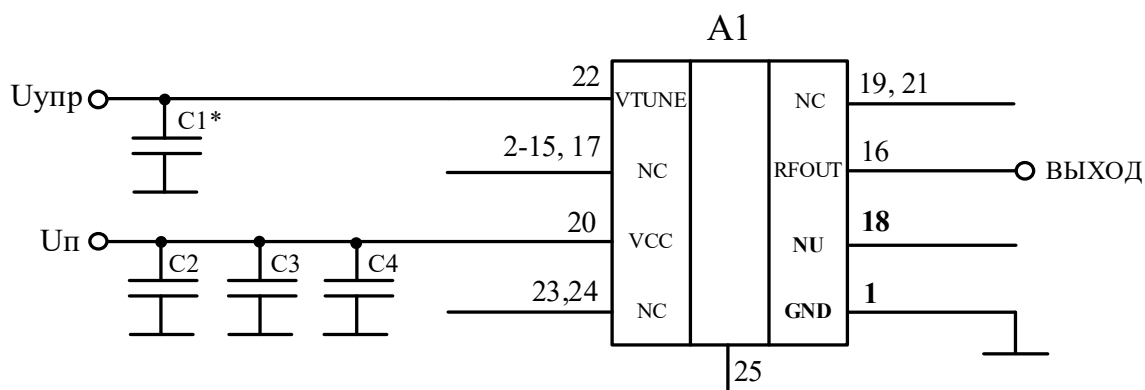 A1
22
19, 21
Uупр
VTUNE
NC
C1*
2-15, 17
16
NC
RFOUT
ВЫХОД
20
18
Uп
VCC
NU
C2
C3
C4
23,24
1
NC
GND
25